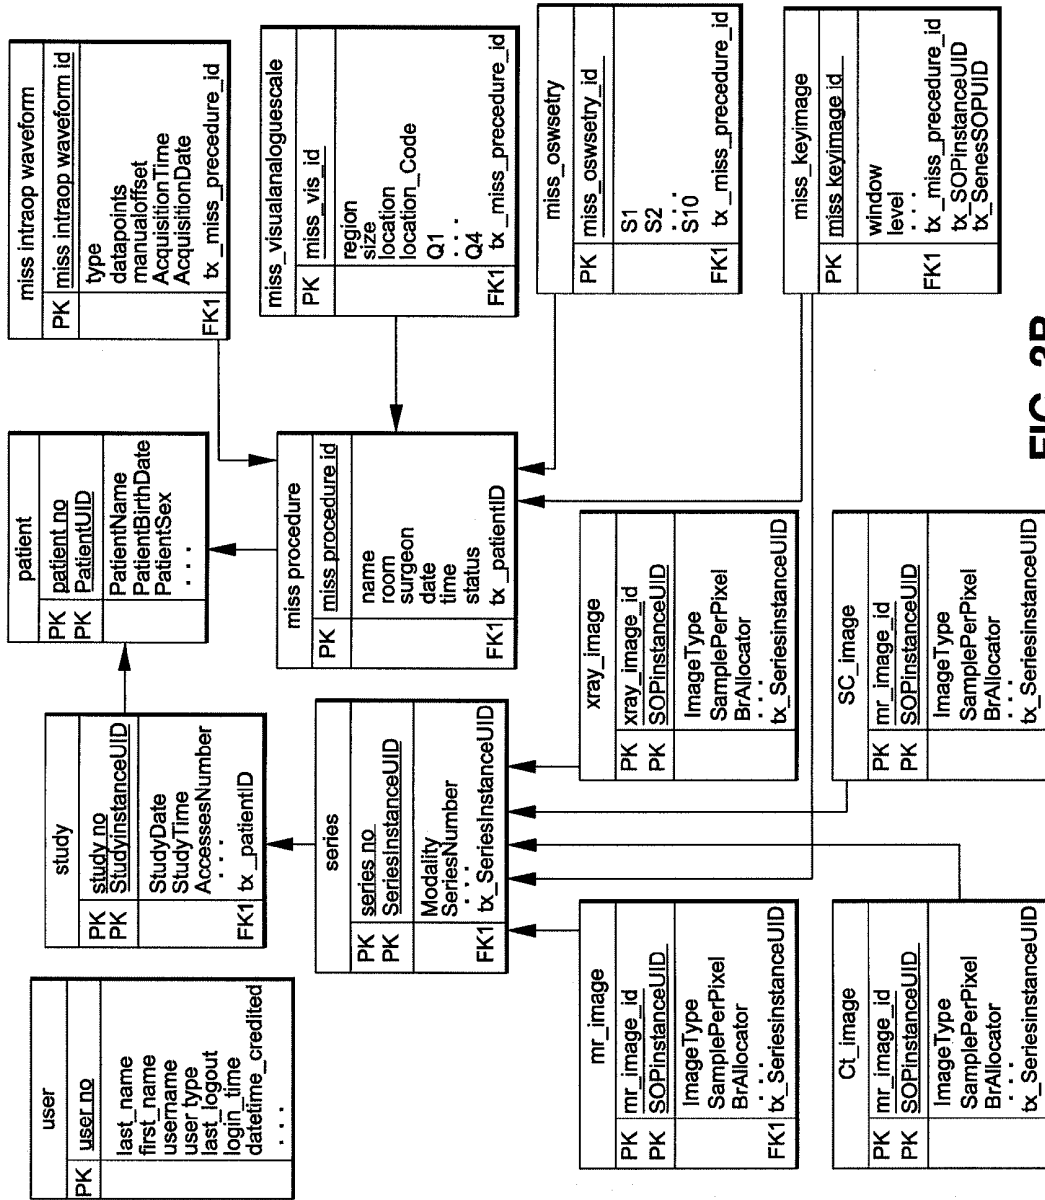 user
PK user no
last_name
first_name
username
user type
last_logout
login_time
datetime_credited
. . .
study
PK study no
PK StudyinstanceUID
StudyDate
StudyTime
AccessesNumber
. . .
FK1 tx_patientID
patient
PK patient no
PK PatientUID
PatientName
PatientBirthDate
PatientSex
. . .
miss intraop waveform
PK miss intraop waveform id
type
datapoints
manualoffset
AcquisitionTime
AcquisitionDate
FK1 tx_miss_precedure_id
series
PK series no
PK SeriesInstanceUID
Modality
SeriesNumber
. . .
FK1 tx_SeriesInstanceUID
miss procedure
PK miss procedure id
name
room
surgeon
date
time
status
FK1 tx_patientID
miss_visualanaloguescale
PK miss_vis_id
region
size
location
location_Code
Q1
. . .
Q4
FK1 tx_miss_precedure_id
mr_image
PK mr_image_id
PK SOPinstanceUID
ImageType
SamplePerPixel
BrAllocator
. . .
FK1 tx_SeriesinstanceUID
xray_image
PK xray_image_id
PK SOPinstanceUID
ImageType
SamplePerPixel
BrAllocator
. . .
tx_SeriesinstanceUID
miss_oswsetry
PK miss_oswsetry_id
S1
S2
. . .
S10
FK1 tx_miss_precedure_id
Ct_image
PK mr_image_id
PK SOPinstanceUID
ImageType
SamplePerPixel
BrAllocator
. . .
tx_SeriesinstanceUID
SC_image
PK mr_image_id
PK SOPinstanceUID
ImageType
SamplePerPixel
BrAllocator
. . .
tx_SeriesinstanceUID
miss_keyimage
PK miss keyimage id
window
level
. . .
FK1 tx_miss_precedure_id
tx_SOPinstanceUID
tx_SenesSOPUID
FIG. 3B